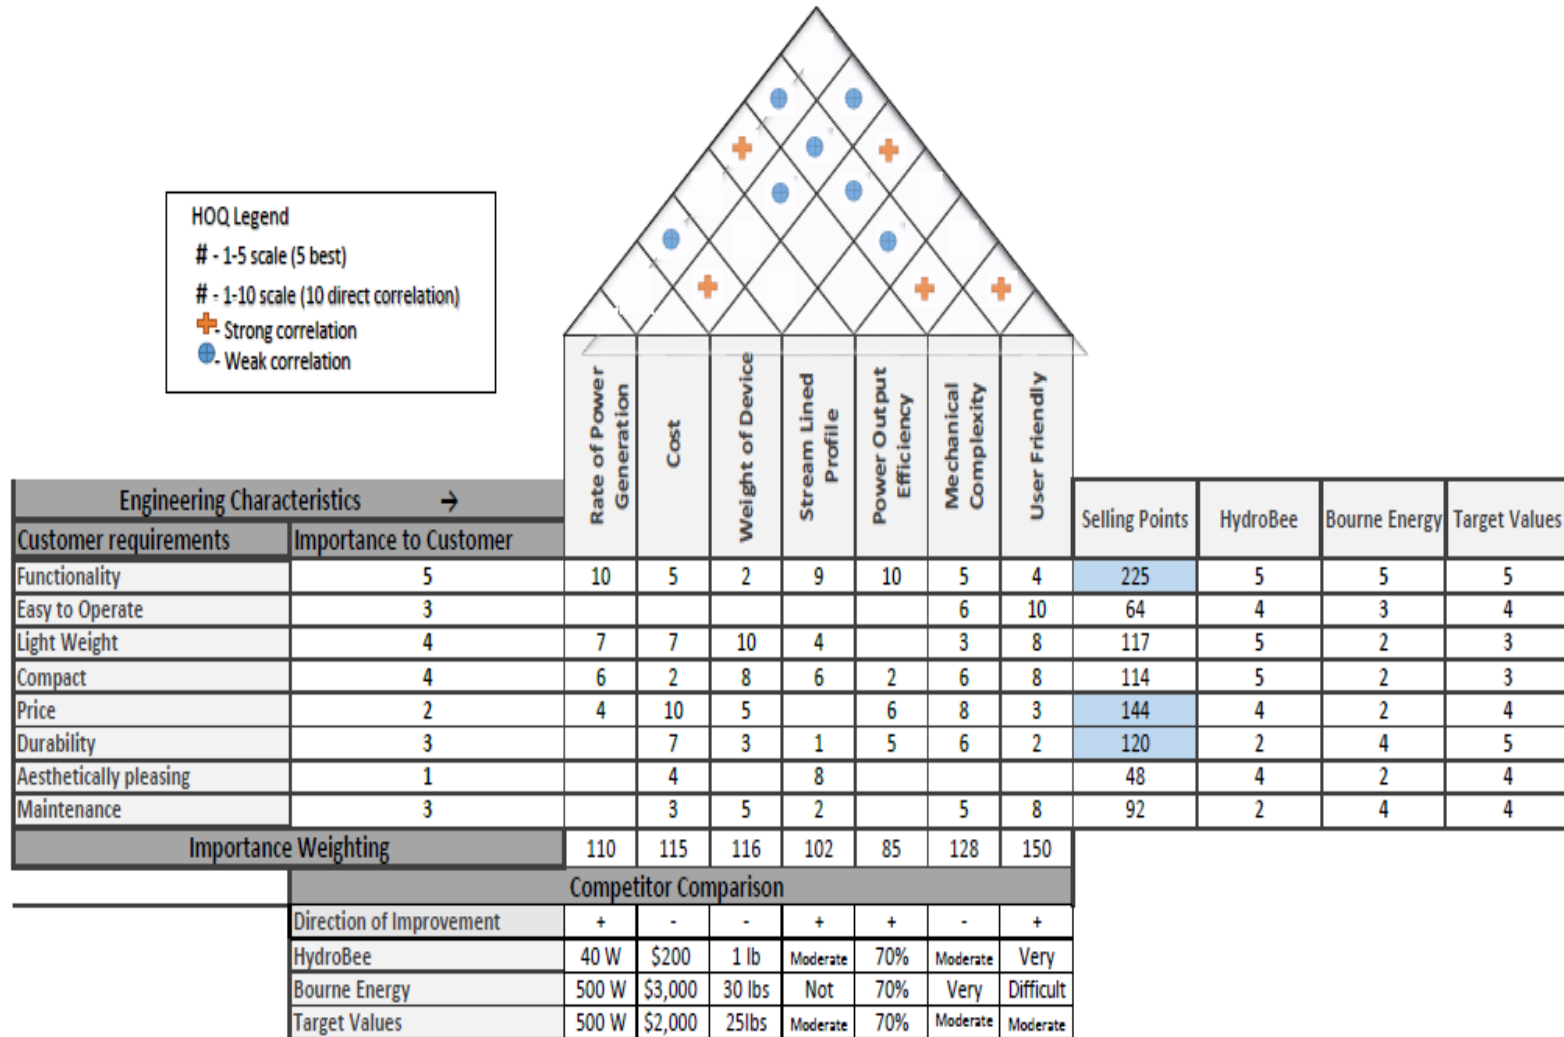 HOQ Legend
# - 1-5 scale (5 best)
# - 1-10 scale (10 direct correlation)
- Strong correlation
- Weak correlation
Rate of Power
Generation
Cost
Weight of Device
Stream Lined
Profile
Power Output
Efficiency
Mechanical
Complexity
User Friendly
Engineering Characteristics →
Selling Points HydroBee Bourne Energy Target Values
Customer requirements Importance to Customer
Functionality 5 10 5 2 9 10 5 4 225 5 5 5
Easy to Operate 3 6 10 64 4 3 4
Light Weight 4 7 7 10 4 3 8 117 5 2 3
Compact 4 6 2 8 6 2 6 8 114 5 2 3
Price 2 4 10 5 6 8 3 144 4 2 4
Durability 3 7 3 1 5 6 2 120 2 4 5
Aesthetically pleasing 1 4 8 48 4 2 4
Maintenance 3 3 5 2 5 8 92 2 4 4
Importance Weighting 110 115 116 102 85 128 150
Competitor Comparison
Direction of Improvement + - - + + - +
HydroBee 40 W $200 1 lb Moderate 70% Moderate Very
Bourne Energy 500 W $3,000 30 lbs Not 70% Very Difficult
Target Values 500 W $2,000 25lbs Moderate 70% Moderate Moderate